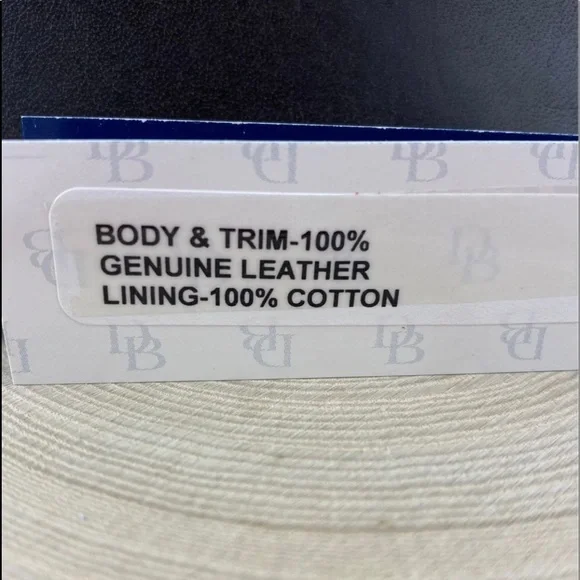 BODY & TRIM-100%
GENUINE LEATHER
LINING-100% COTTON